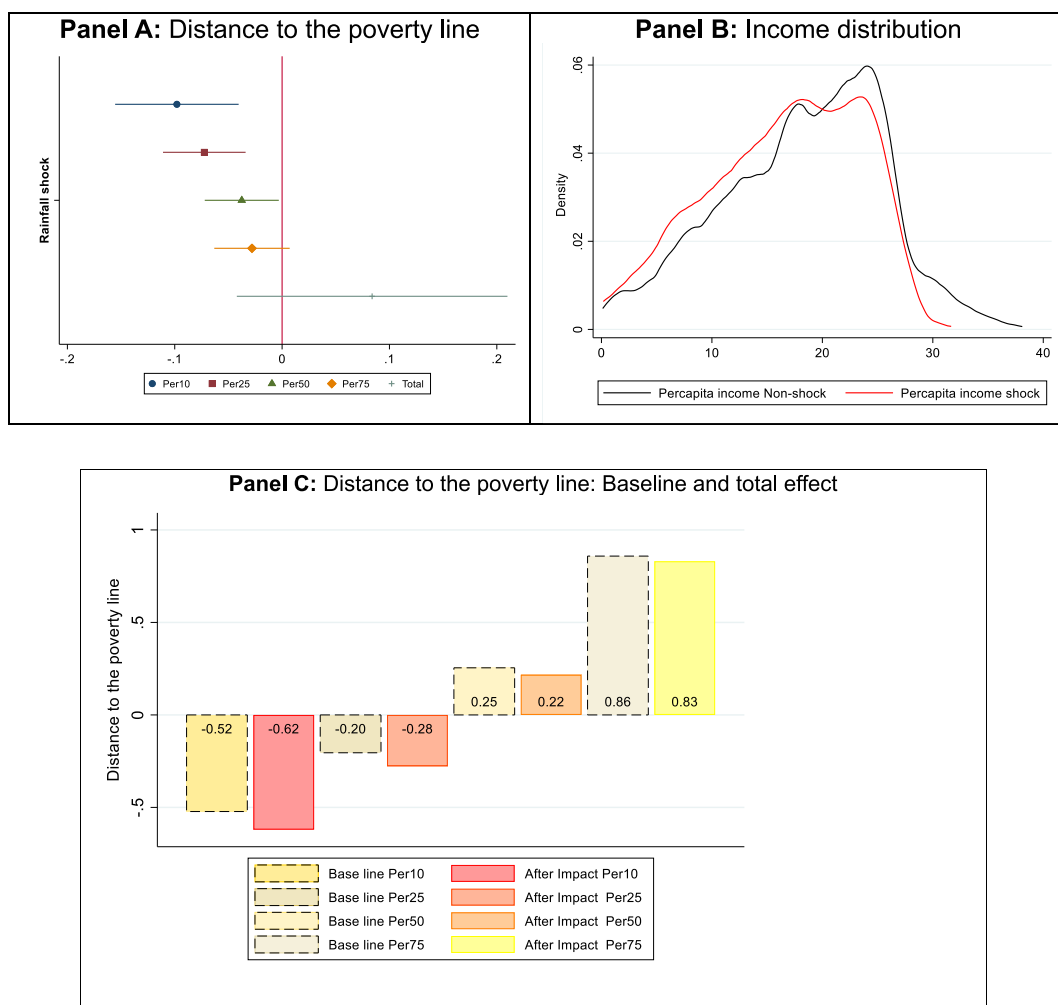 Panel A: Distance to the poverty line
Rainfall shock
-.2 -.1 0 .1 .2
Per10 Per25 Per50 Per75 Total
Panel B: Income distribution
.06
.04
.02
0
Density
0 10 20 30 40
Percapita income Non-shock Percapita income shock
Panel C: Distance to the poverty line: Baseline and total effect
Distance to the poverty line
1
.5
0
-.5
-0.52 -0.62 -0.20 -0.28 0.25 0.22 0.86 0.83
Base line Per10 After Impact Per10
Base line Per25 After Impact Per25
Base line Per50 After Impact Per50
Base line Per75 After Impact Per75